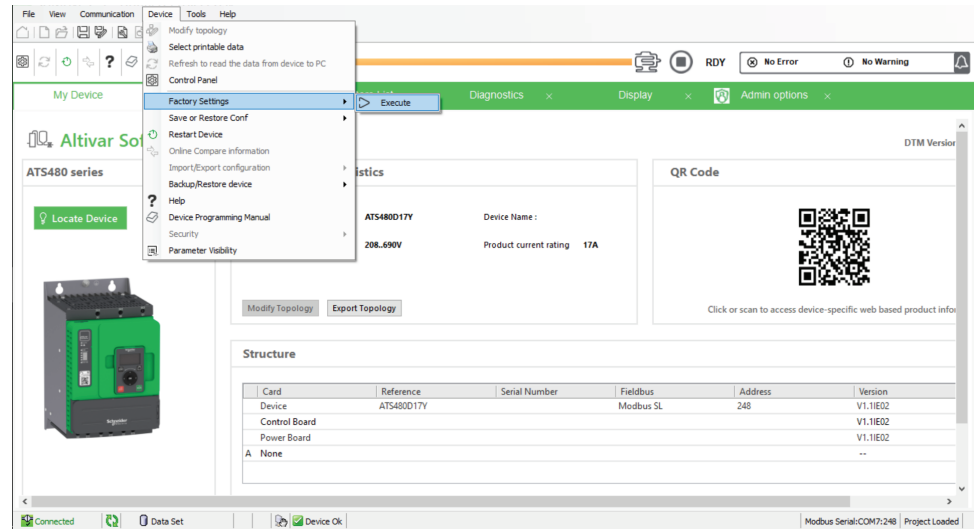 File View Communication Device Tools Help
Modify topology
Select printable data
Refresh to read the data from device to PC
Control Panel
Factory Settings
Execute
Save or Restore Conf
Restart Device
Online Compare information
Import/Export configuration
Backup/Restore device
Help
Device Programming Manual
Security
Parameter Visibility
RDY No Error No Warning
My Device Diagnostics Display Admin options
Altivar Sof DTM Version
ATS480 series istics QR Code
Locate Device
ATS480D17Y Device Name :
208..690V Product current rating 17A
Modify Topology Export Topology
Click or scan to access device-specific web based product infor
Structure
Card Reference Serial Number Fieldbus Address Version
Device ATS480D17Y Modbus SL 248 V1.1IE02
Control Board V1.1IE02
Power Board V1.1IE02
A None --
Schneider
Connected Data Set Device Ok Modbus Serial:COM7:248 Project Loaded